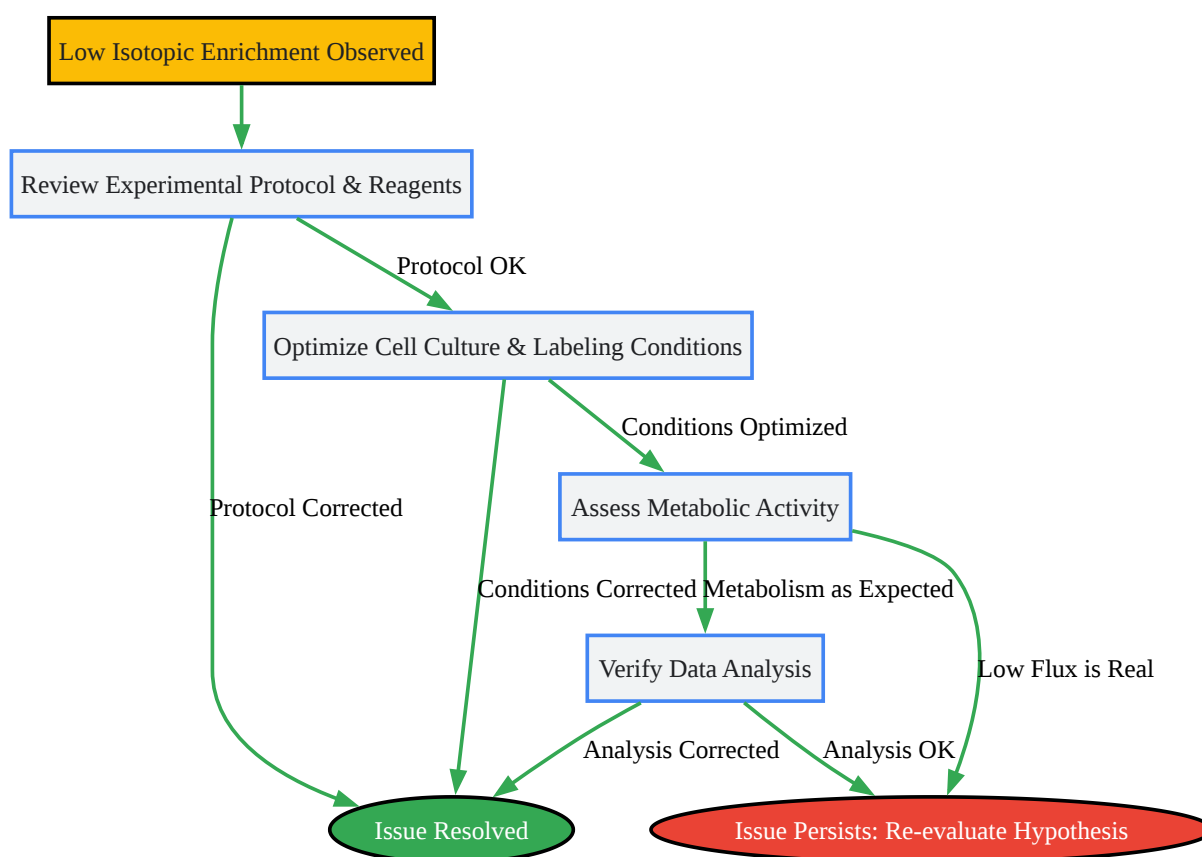 Low Isotopic Enrichment Observed
Review Experimental Protocol & Reagents
Protocol OK
Optimize Cell Culture & Labeling Conditions
Conditions Optimized
Assess Metabolic Activity
Protocol Corrected
Conditions Corrected
Metabolism as Expected
Verify Data Analysis
Low Flux is Real
Analysis Corrected
Analysis OK
Issue Resolved
Issue Persists: Re-evaluate Hypothesis